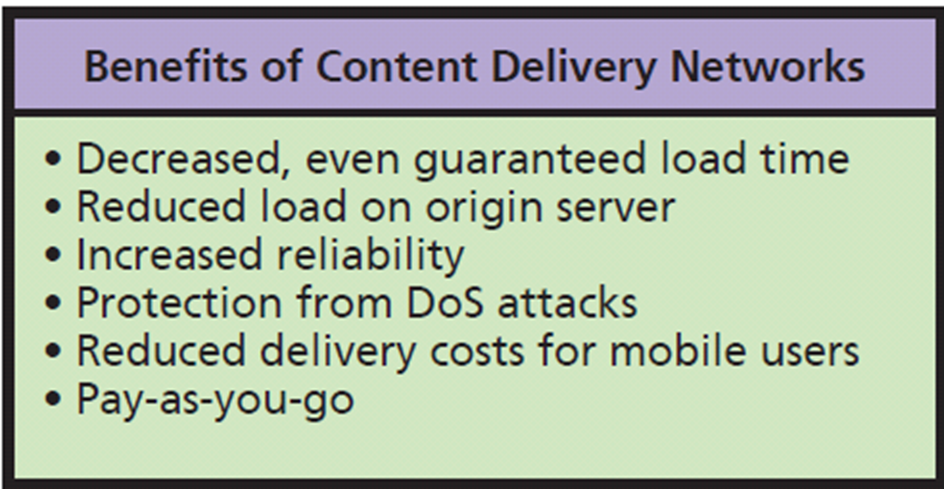 Benefits of Content Delivery Networks
• Decreased, even guaranteed load time
• Reduced load on origin server
• Increased reliability
• Protection from DoS attacks
• Reduced delivery costs for mobile users
• Pay-as-you-go